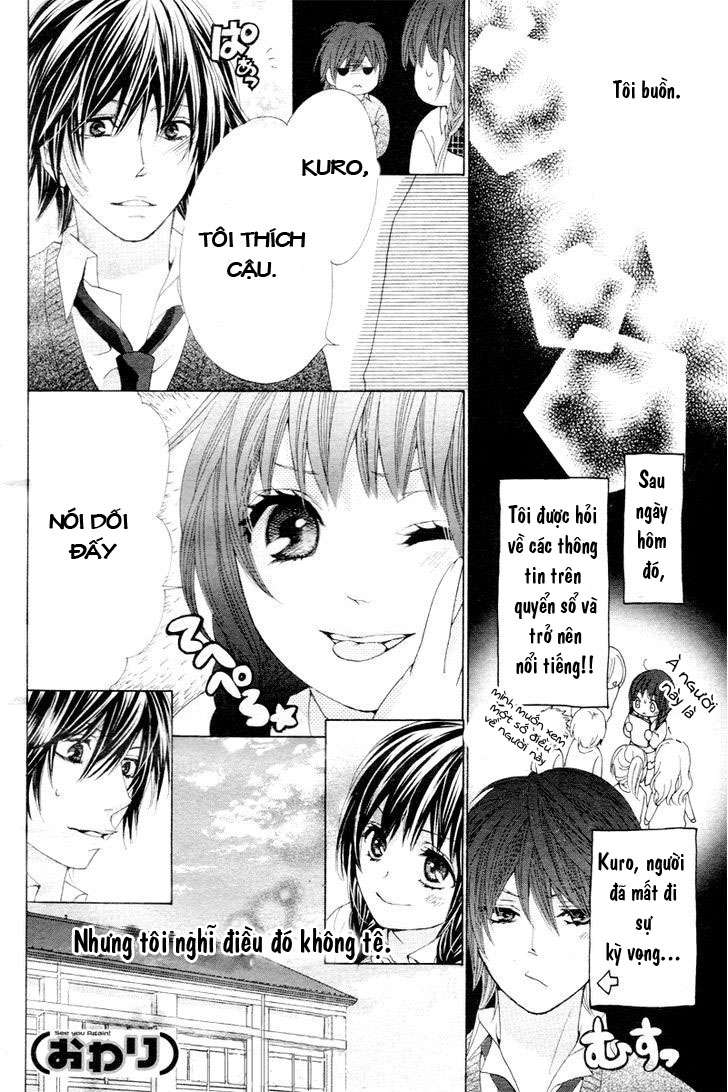 Tôi buồn.
Sau
ngày
hôm
đó,
Tôi được hỏi
về các thông
tin trên
quyển sổ và
trở nên
nổi tiếng!!
À người
này là
mình muốn xem
một số điều
về người này
Kuro, người
đã mất đi
sự
kỳ vọng...
むすっ
ぱあっ
KURO,
TÔI THÍCH
CẬU.
NÓI DỐI
ĐẤY
てへぺろ☆
Nhưng tôi nghĩ điều đó không tệ.
See you Again!
(おわり)